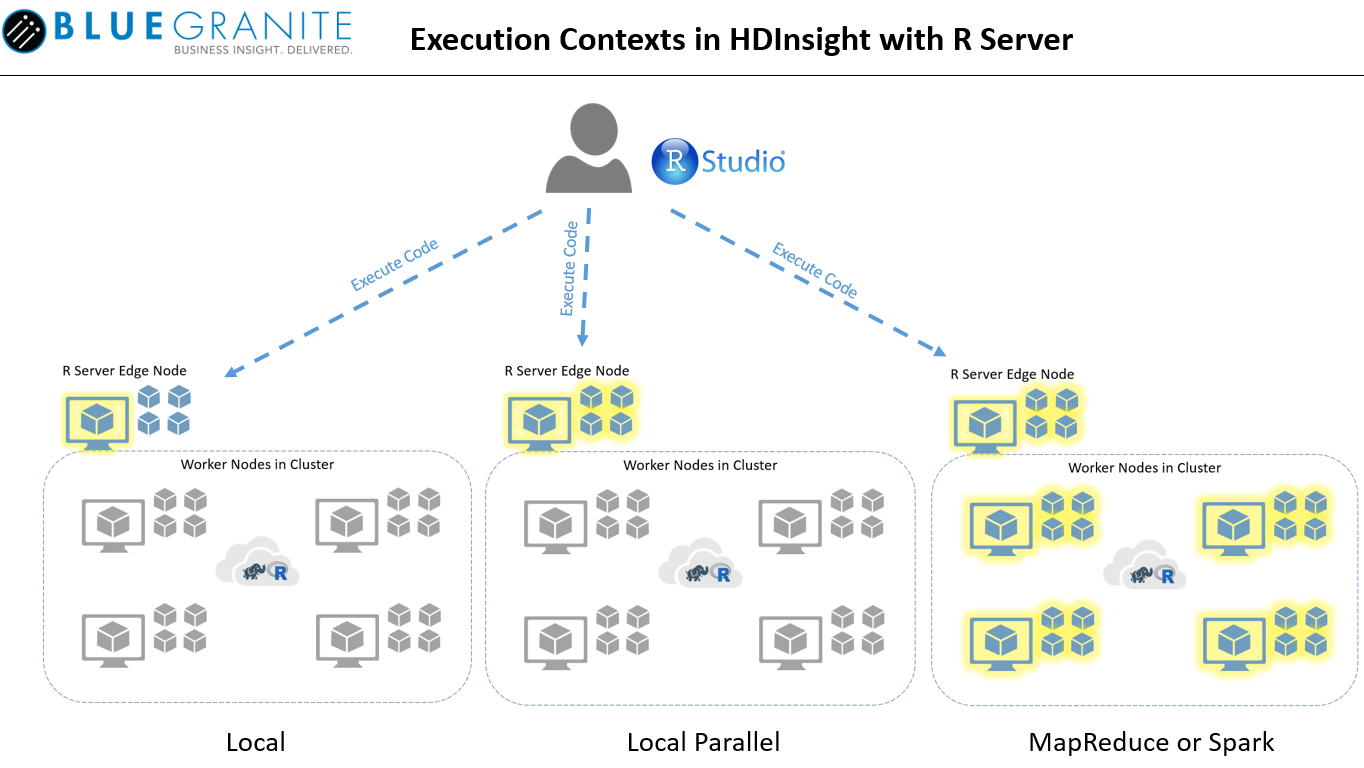 BLUEGRANITE
BUSINESS INSIGHT. DELIVERED.
Execution Contexts in HDInsight with R Server
R Studio®
Execute Code
Execute Code
Execute Code
R Server Edge Node
R Server Edge Node
R Server Edge Node
Worker Nodes in Cluster
Worker Nodes in Cluster
Worker Nodes in Cluster
R
R
R
Local
Local Parallel
MapReduce or Spark